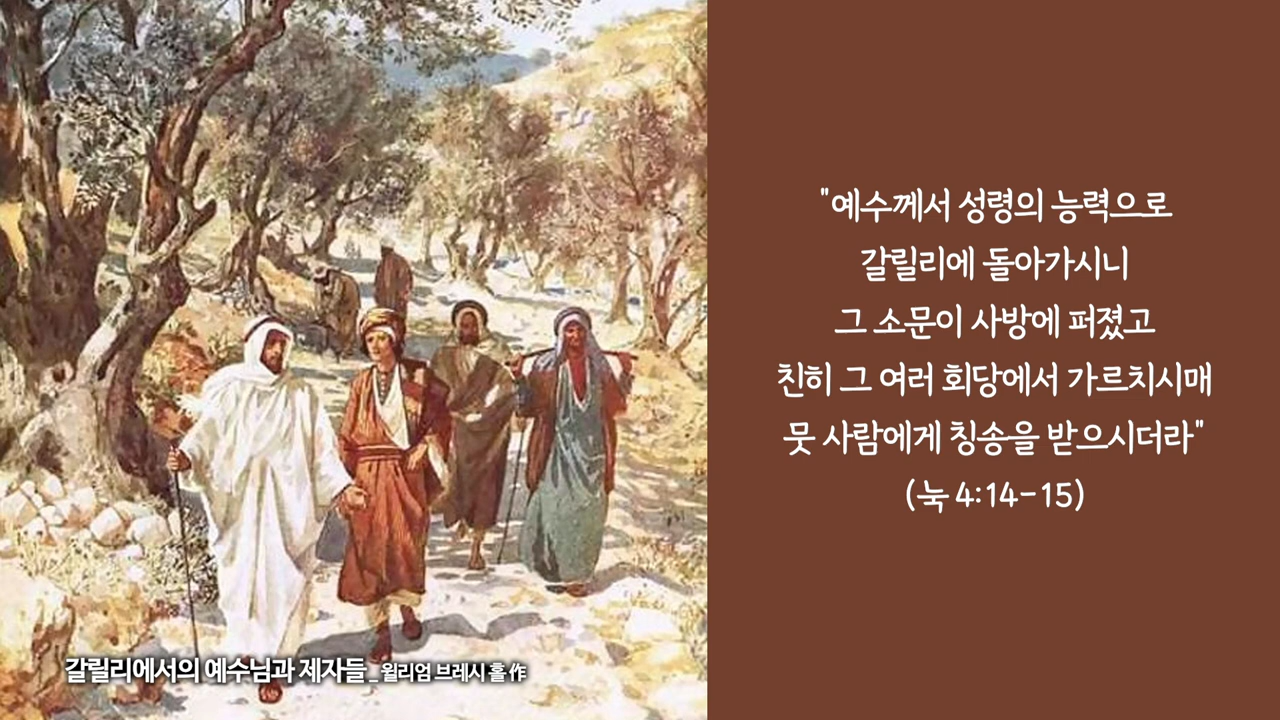 "예수께서 성령의 능력으로
갈릴리에 돌아가시니
그 소문이 사방에 퍼졌고
친히 그 여러 회당에서 가르치시매
뭇 사람에게 칭송을 받으시더라"
(눅 4:14-15)
갈릴리에서의 예수님과 제자들 _ 윌리엄 브레시 홀 作